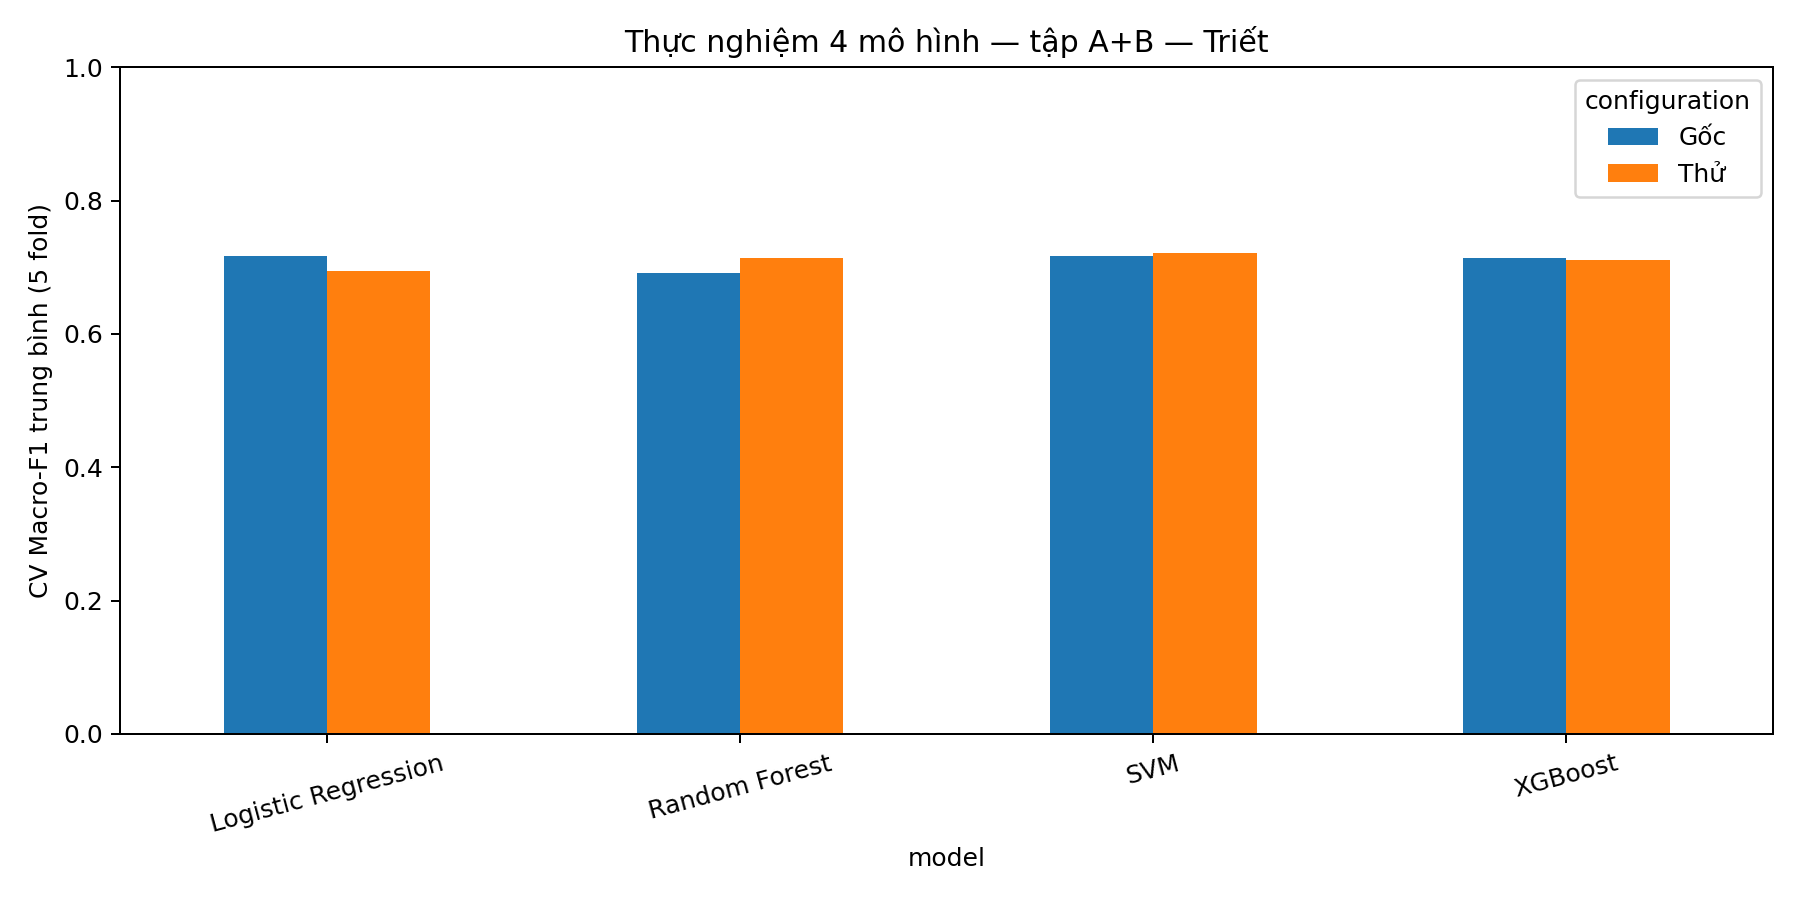 Thực nghiệm 4 mô hình — tập A+B — Triết
CV Macro-F1 trung bình (5 fold)
1.0
0.8
0.6
0.4
0.2
0.0
configuration
Gốc
Thử
Logistic Regression
Random Forest
SVM
XGBoost
model